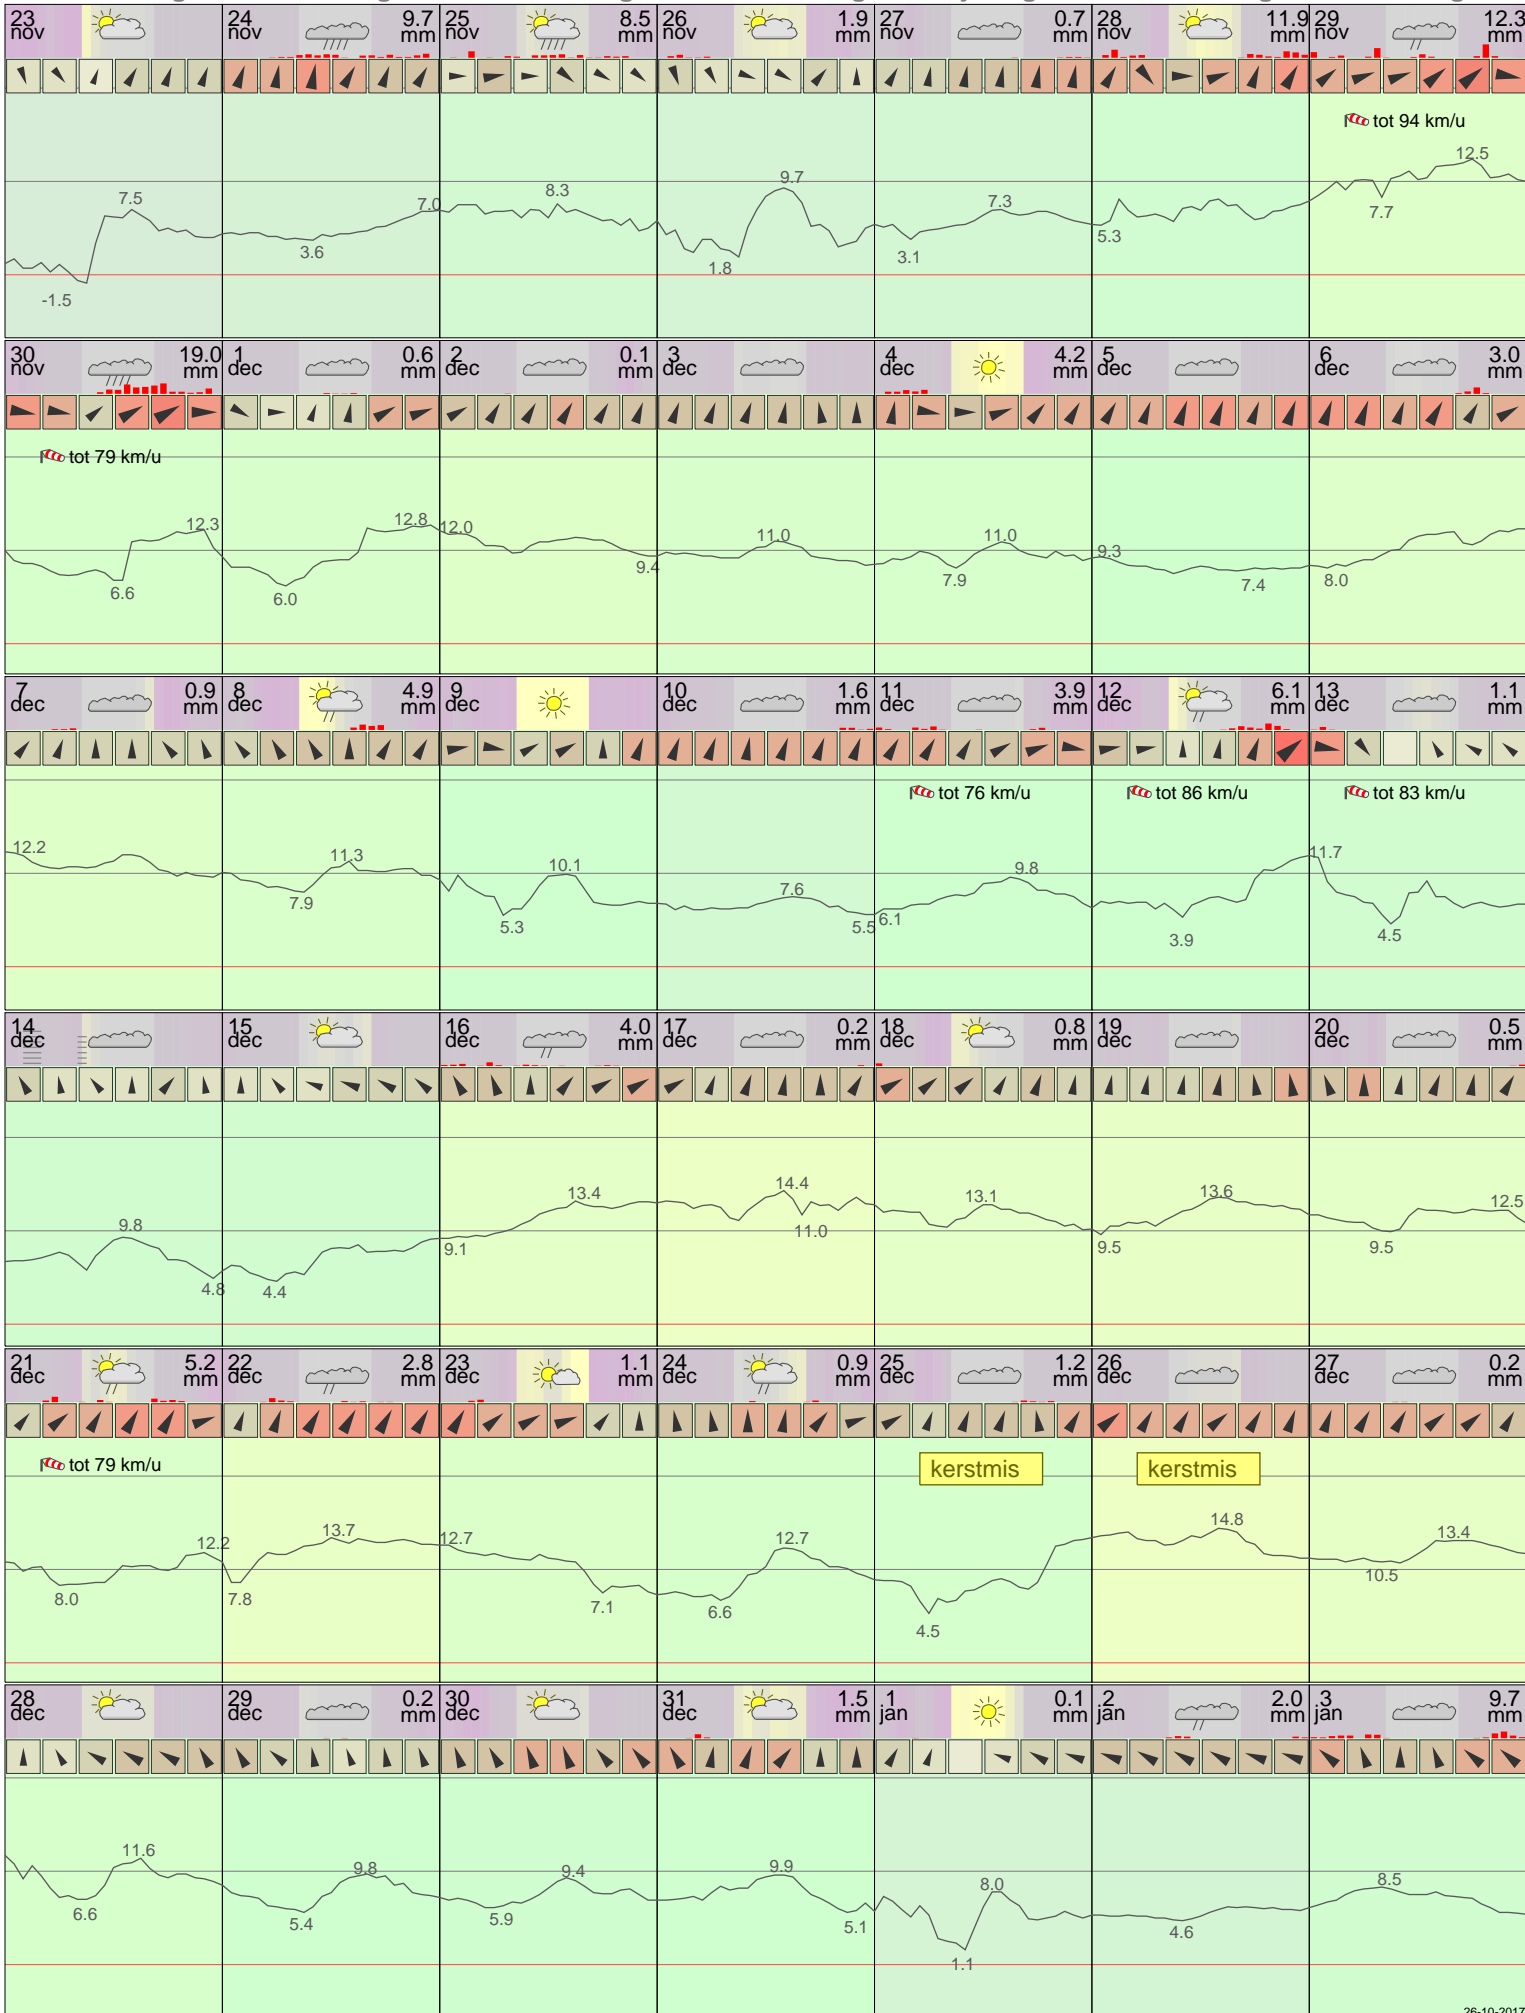 23 nov
24 nov 9.7 mm
25 nov 8.5 mm
26 nov 1.9 mm
27 nov 0.7 mm
28 nov 11.9 mm
29 nov 12.3 mm
tot 94 km/u
-1.5 7.5
3.6 7.0
8.3
1.8 9.7
3.1 7.3
5.3
7.7 12.5
30 nov 19.0 mm
1 dec 0.6 mm
2 dec 0.1 mm
3 dec
4 dec 4.2 mm
5 dec
6 dec 3.0 mm
tot 79 km/u
6.6 12.3
6.0 12.8
12.0 9.4
11.0
7.9 11.0
9.3 7.4
8.0
7 dec 0.9 mm
8 dec 4.9 mm
9 dec
10 dec 1.6 mm
11 dec 3.9 mm
12 dec 6.1 mm
13 dec 1.1 mm
tot 76 km/u
tot 86 km/u
tot 83 km/u
12.2
7.9 11.3
5.3 10.1
7.6 5.5
6.1 9.8
3.9
11.7 4.5
14 dec
15 dec
16 dec 4.0 mm
17 dec 0.2 mm
18 dec 0.8 mm
19 dec
20 dec 0.5 mm
9.8 4.8
4.4
9.1 13.4
14.4 11.0
13.1
9.5 13.6
9.5 12.5
21 dec 5.2 mm
22 dec 2.8 mm
23 dec 1.1 mm
24 dec 0.9 mm
25 dec 1.2 mm
26 dec
27 dec 0.2 mm
tot 79 km/u
kerstmis
kerstmis
8.0 12.2
7.8 13.7
12.7 7.1
6.6 12.7
4.5
14.8
10.5 13.4
28 dec
29 dec 0.2 mm
30 dec
31 dec 1.5 mm
1 jan 0.1 mm
2 jan 2.0 mm
3 jan 9.7 mm
6.6 11.6
5.4 9.8
5.9 9.4
9.9 5.1
1.1 8.0
4.6
8.5
26-10-2017